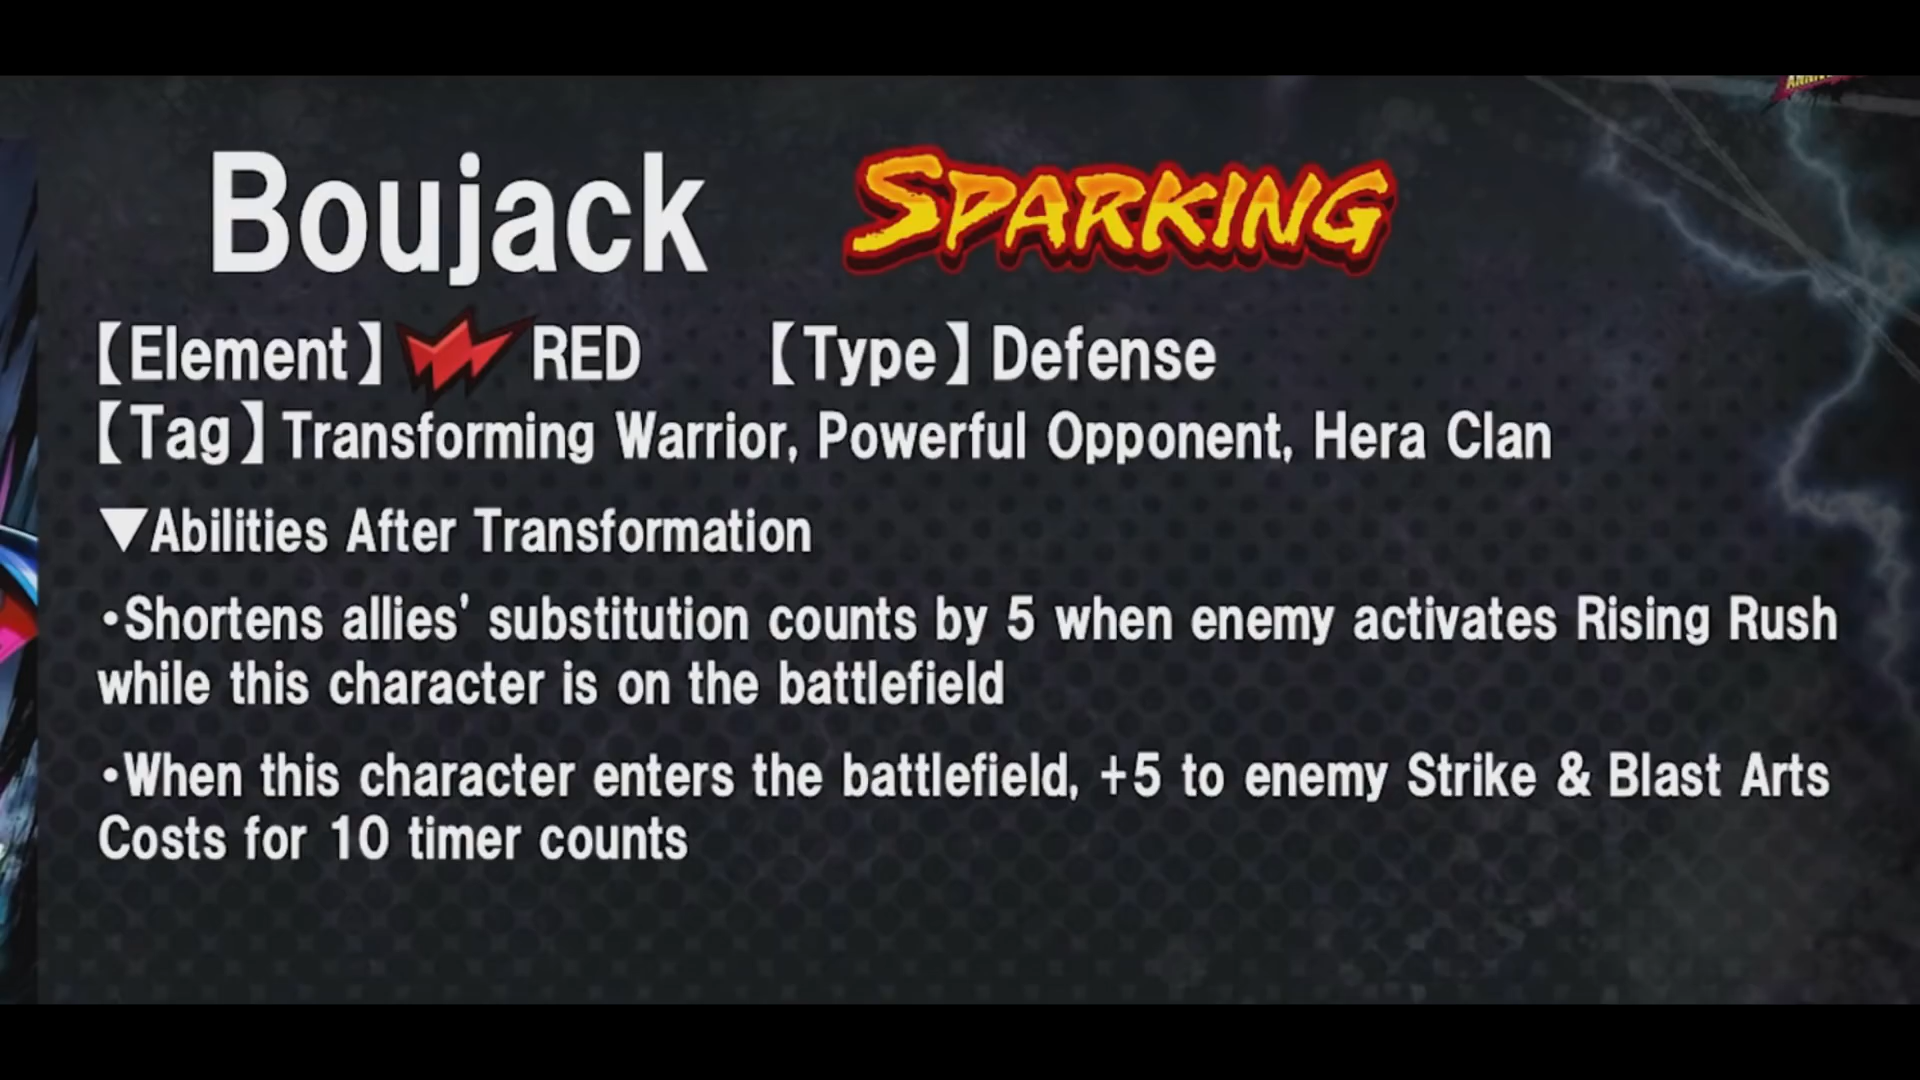 Boujack SPARKING
【Element】 RED 【Type】Defense
【Tag】Transforming Warrior, Powerful Opponent, Hera Clan
▼Abilities After Transformation
•Shortens allies' substitution counts by 5 when enemy activates Rising Rush
while this character is on the battlefield
•When this character enters the battlefield, +5 to enemy Strike & Blast Arts
Costs for 10 timer counts